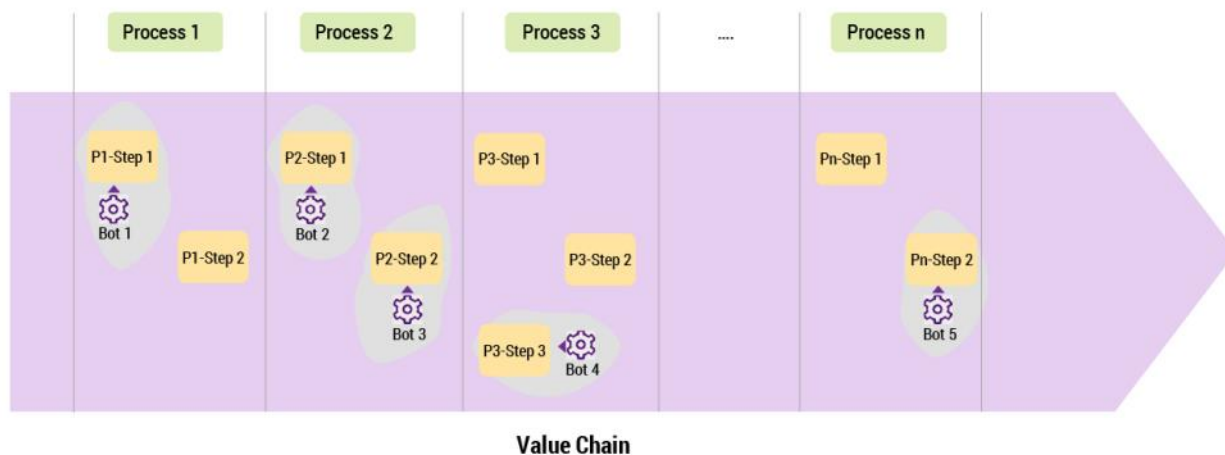 Process 1
Process 2
Process 3
....
Process n
P1-Step 1
P2-Step 1
P3-Step 1
Pn-Step 1
Bot 1
Bot 2
P1-Step 2
P2-Step 2
P3-Step 2
Pn-Step 2
Bot 3
Bot 5
P3-Step 3
Bot 4
Value Chain